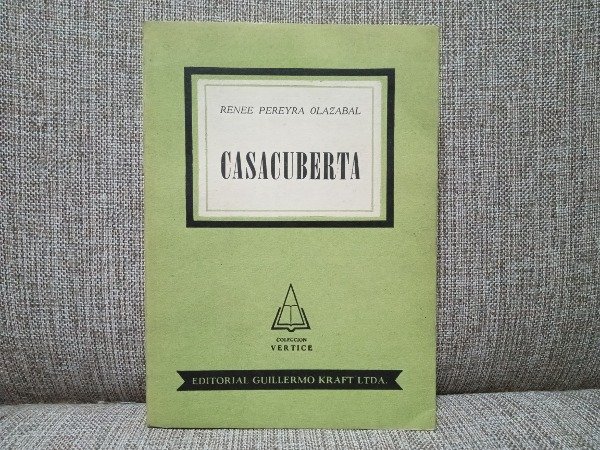 RENEE PEREYRA OLAZABAL
CASACUBERTA
COLECCION
VERTICE
EDITORIAL GUILLERMO KRAFT LTDA.